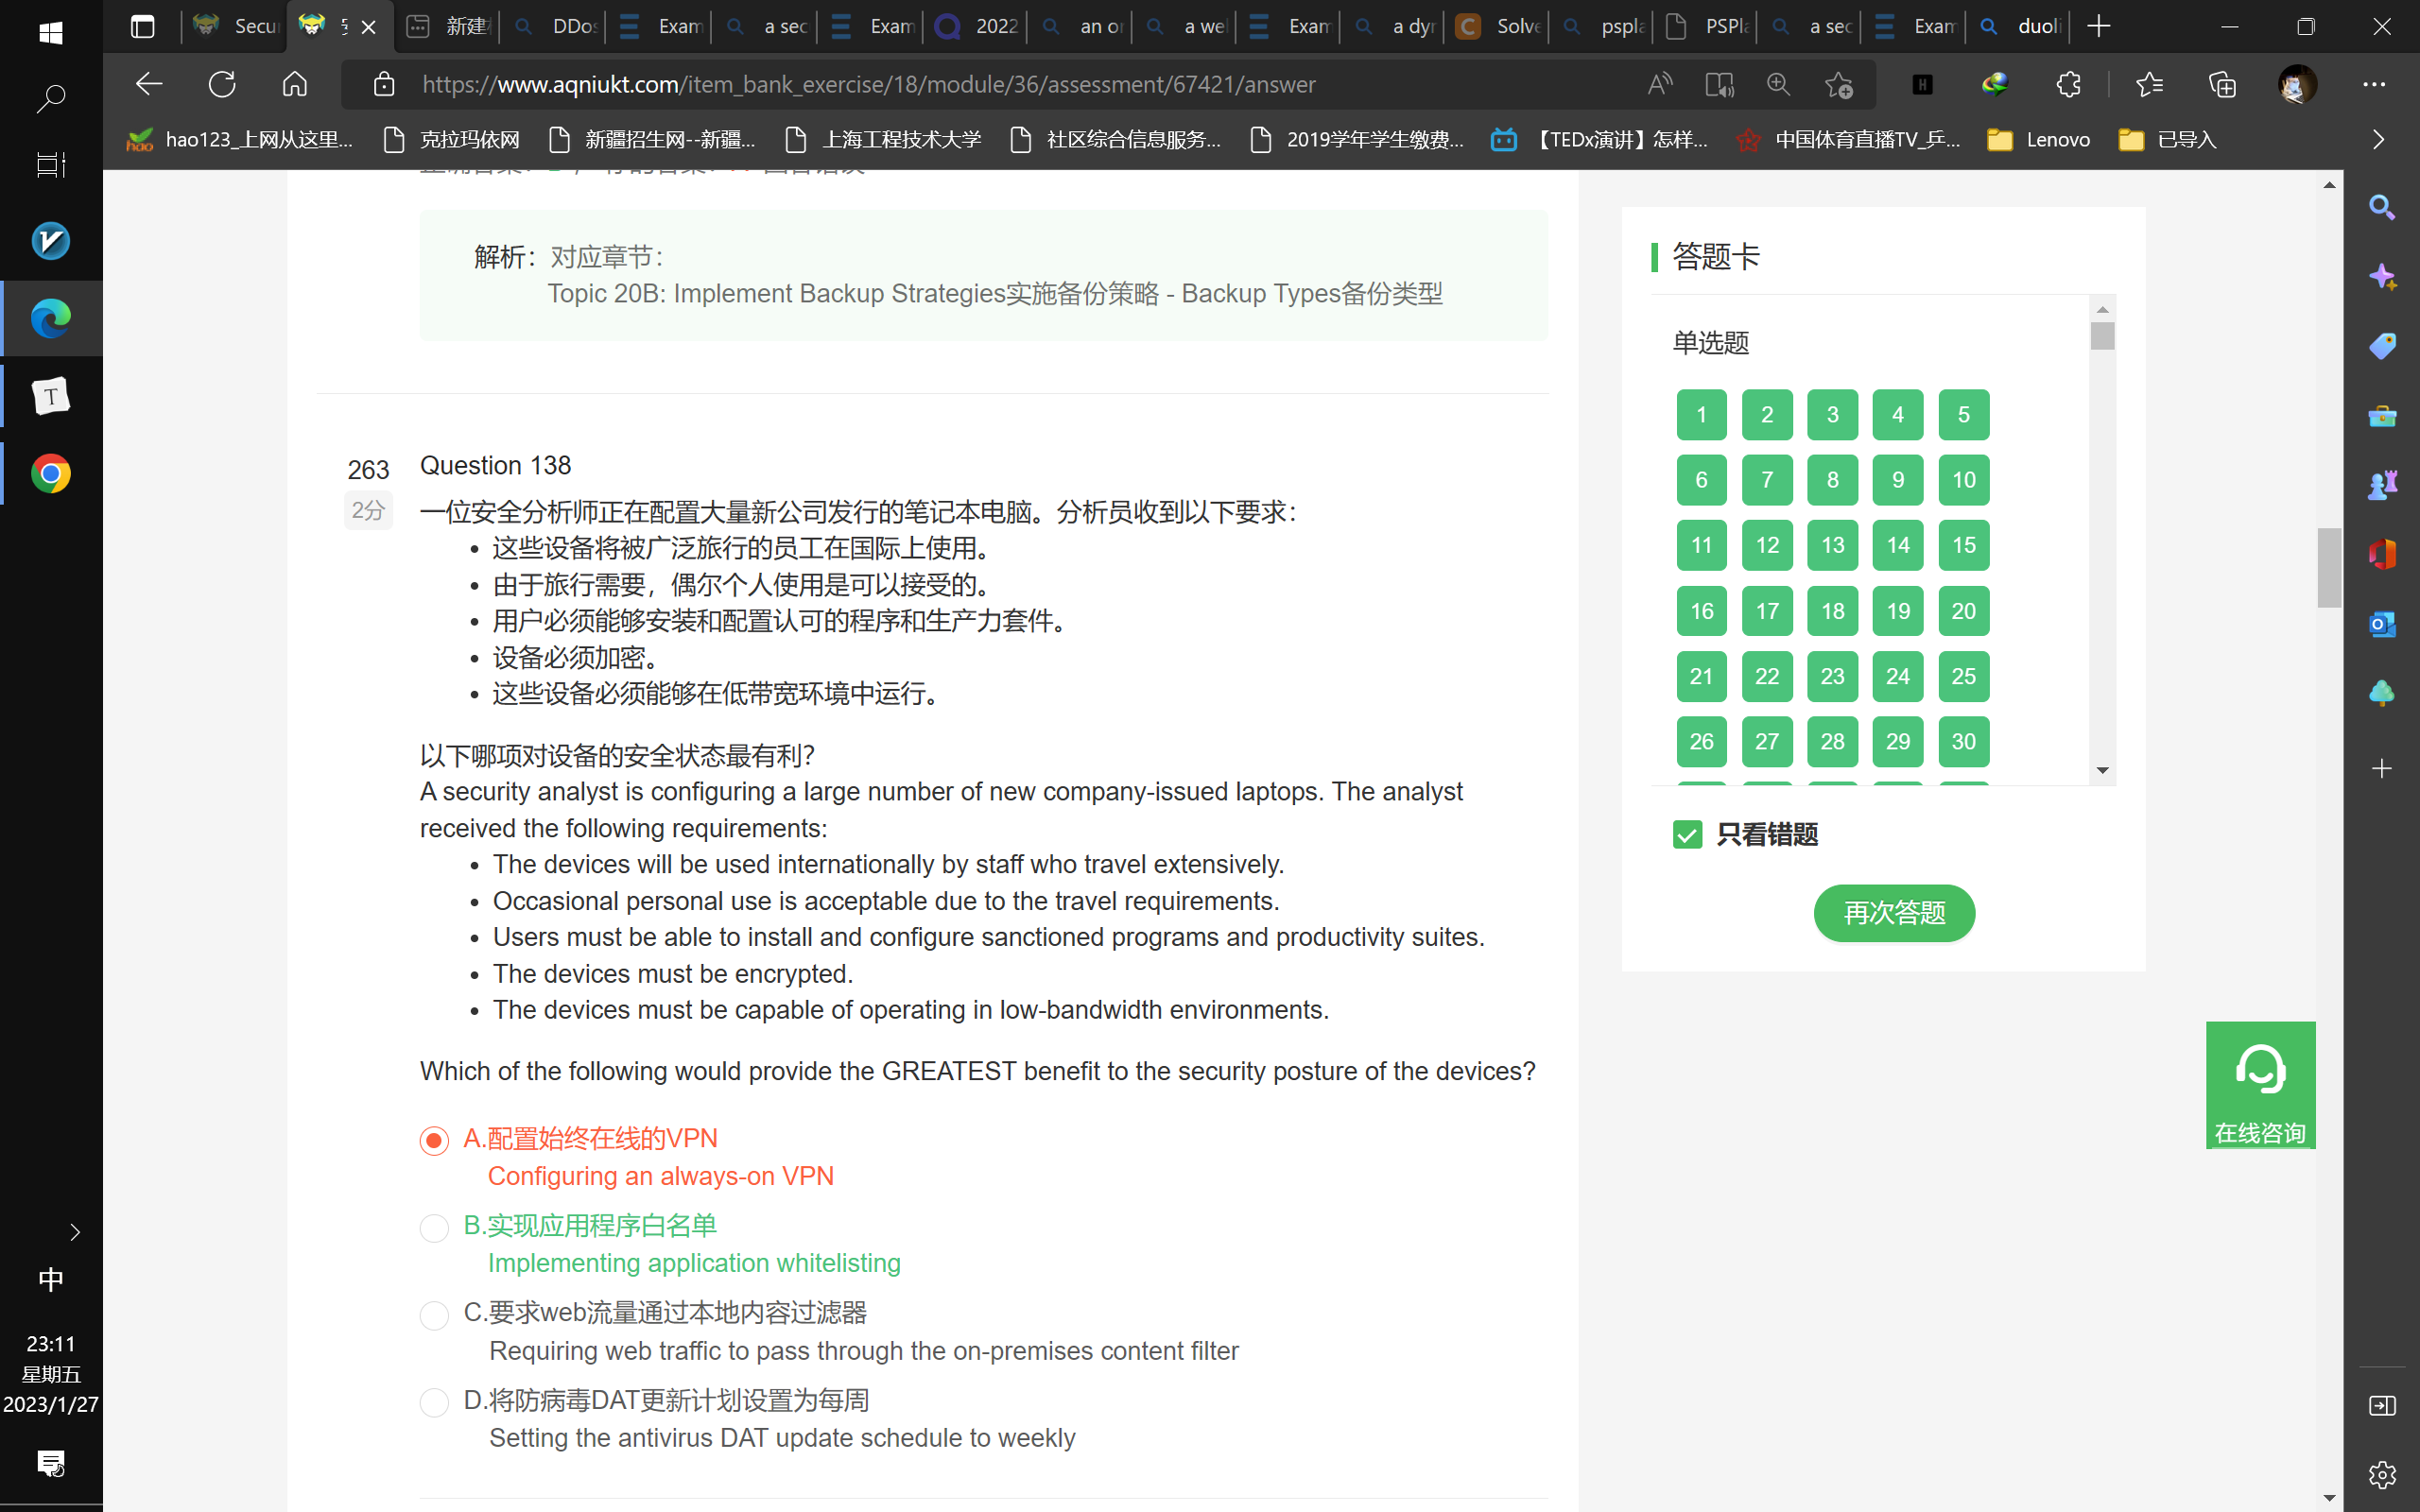 Secu
新建
DDo
Exam
a sec
Exam
2022
an o
a we
Exam
a dyr
Solve
pspla
PSPla
a sec
Exam
duoli
https://www.aqniukt.com/item_bank_exercise/18/module/36/assessment/67421/answer
hao123_上网从这里...
克拉玛依网
新疆招生网--新疆...
上海工程技术大学
社区综合信息服务...
2019学年学生缴费...
【TEDx演讲】怎样...
中国体育直播TV_乒...
Lenovo
已导入
解析：对应章节：
Topic 20B: Implement Backup Strategies实施备份策略 - Backup Types备份类型
263
2分
Question 138
一位安全分析师正在配置大量新公司发行的笔记本电脑。分析员收到以下要求：
• 这些设备将被广泛旅行的员工在国际上使用。
• 由于旅行需要，偶尔个人使用是可以接受的。
• 用户必须能够安装和配置认可的程序和生产力套件。
• 设备必须加密。
• 这些设备必须能够在低带宽环境中运行。
以下哪项对设备的安全状态最有利？
A security analyst is configuring a large number of new company-issued laptops. The analyst
received the following requirements:
• The devices will be used internationally by staff who travel extensively.
• Occasional personal use is acceptable due to the travel requirements.
• Users must be able to install and configure sanctioned programs and productivity suites.
• The devices must be encrypted.
• The devices must be capable of operating in low-bandwidth environments.
Which of the following would provide the GREATEST benefit to the security posture of the devices?
A.配置始终在线的VPN
Configuring an always-on VPN
B.实现应用程序白名单
Implementing application whitelisting
C.要求web流量通过本地内容过滤器
Requiring web traffic to pass through the on-premises content filter
D.将防病毒DAT更新计划设置为每周
Setting the antivirus DAT update schedule to weekly
答题卡
单选题
1 2 3 4 5
6 7 8 9 10
11 12 13 14 15
16 17 18 19 20
21 22 23 24 25
26 27 28 29 30
只看错题
再次答题
在线咨询
中
23:11
星期五
2023/1/27